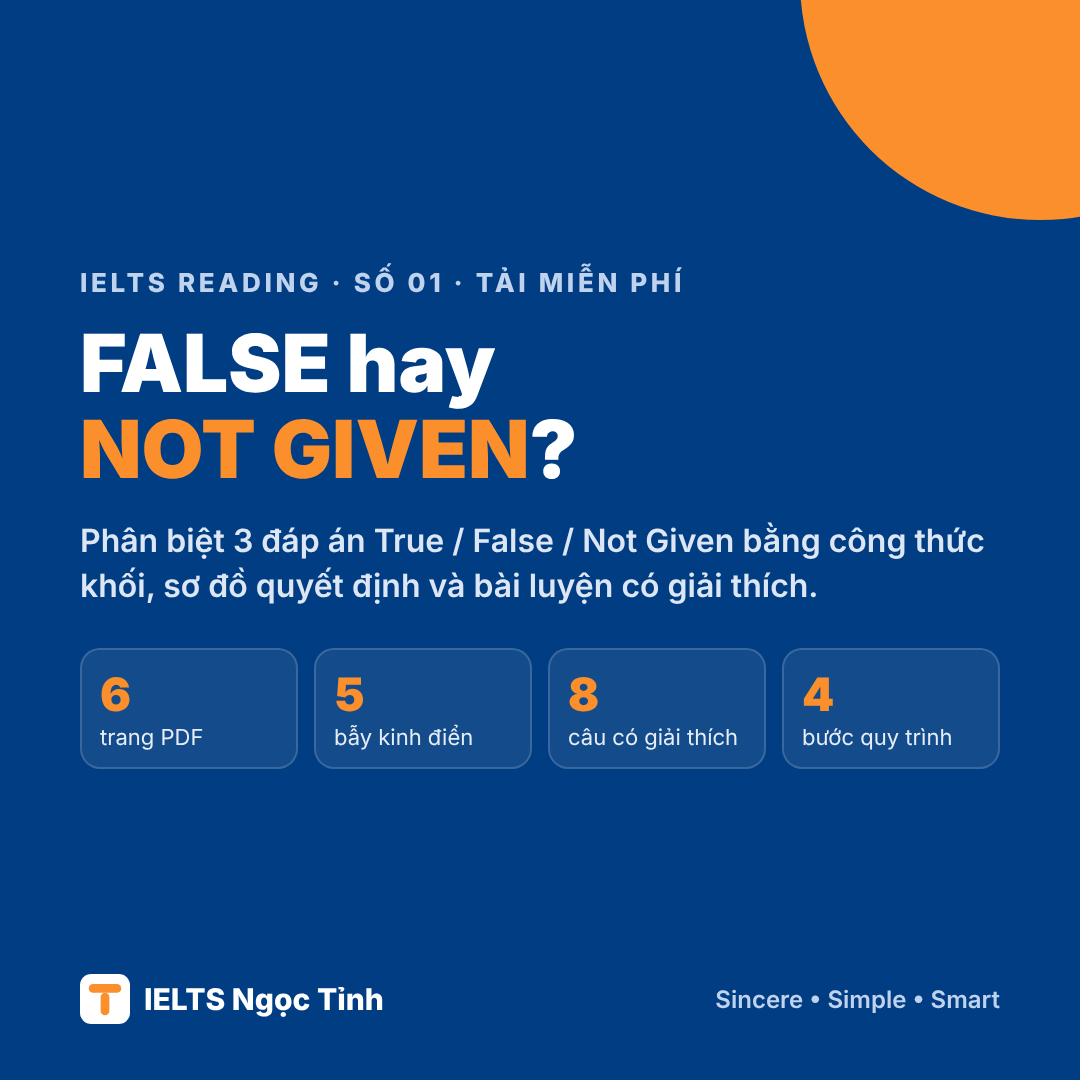 IELTS READING · SỐ 01 · TẢI MIỄN PHÍ
FALSE hay
NOT GIVEN?
Phân biệt 3 đáp án True / False / Not Given bằng công thức
khối, sơ đồ quyết định và bài luyện có giải thích.
6
trang PDF
5
bẫy kinh điển
8
câu có giải thích
4
bước quy trình
T IELTS Ngọc Tỉnh
Sincere • Simple • Smart